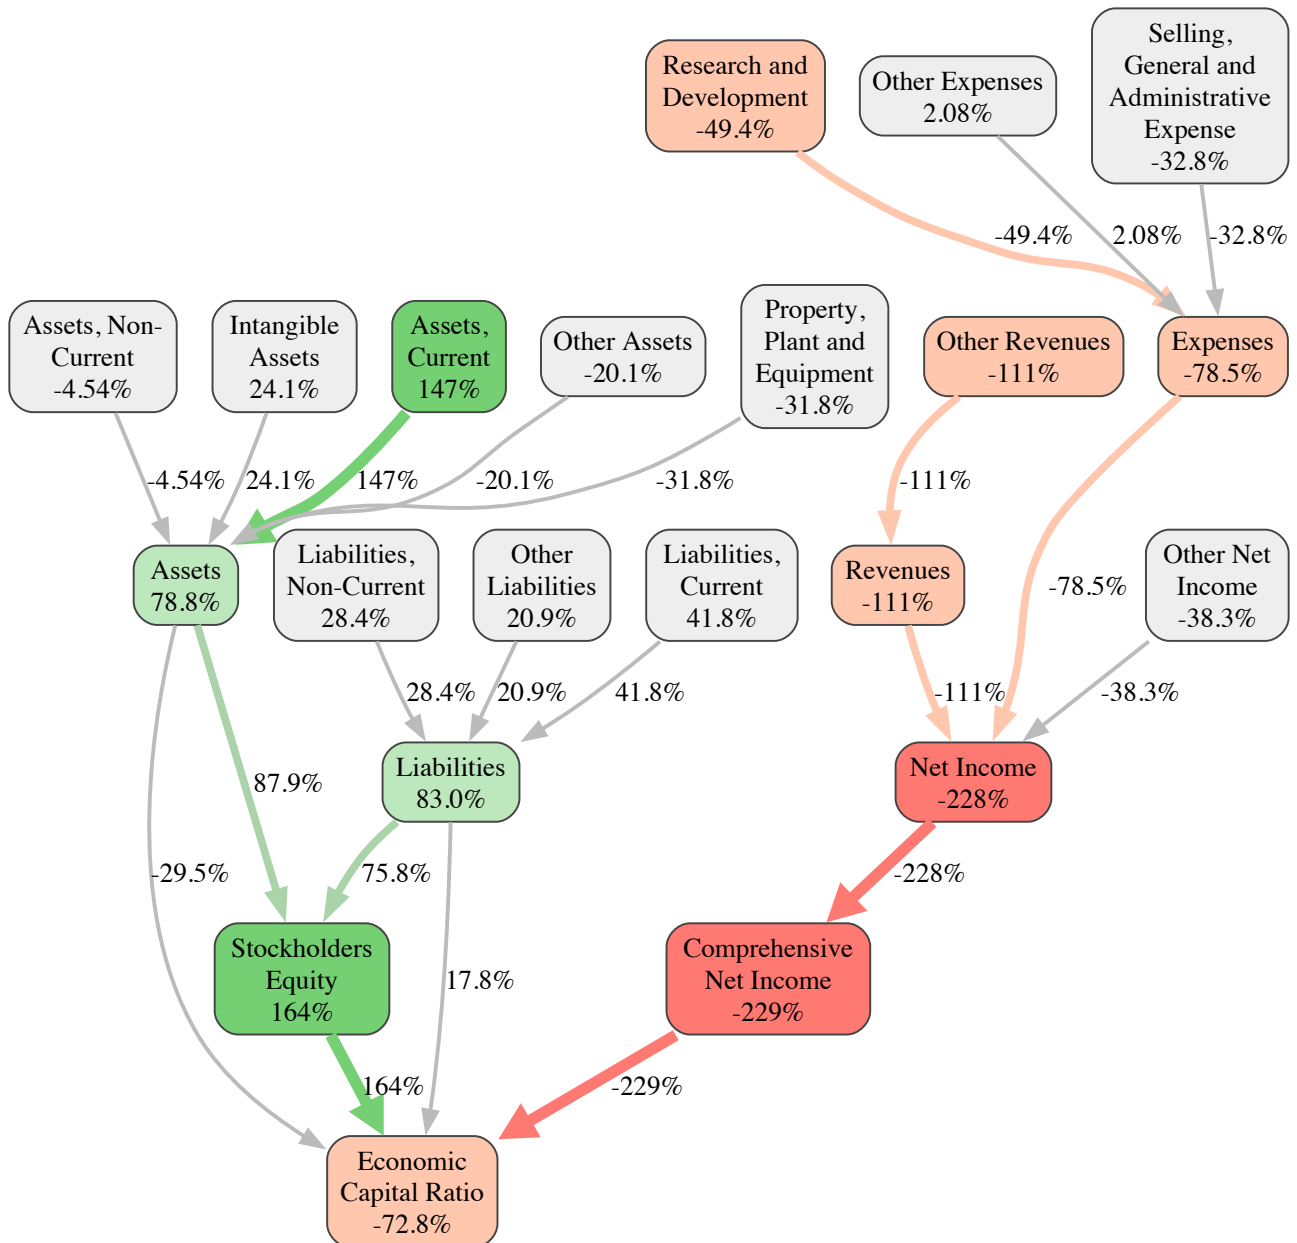 Selling,
General and
Administrative
Expense
-32.8%
Research and
Development
-49.4%
Other Expenses
2.08%
-49.4%
2.08%
-32.8%
Assets, Non-
Current
-4.54%
Intangible
Assets
24.1%
Assets,
Current
147%
Other Assets
-20.1%
Property,
Plant and
Equipment
-31.8%
Other Revenues
-111%
Expenses
-78.5%
-4.54%
24.1%
147%
-20.1%
-31.8%
-111%
Assets
78.8%
Liabilities,
Non-Current
28.4%
Other
Liabilities
20.9%
Liabilities,
Current
41.8%
Revenues
-111%
-78.5%
Other Net
Income
-38.3%
28.4%
20.9%
41.8%
-111%
-38.3%
87.9%
Liabilities
83.0%
Net Income
-228%
-29.5%
75.8%
-228%
Stockholders
Equity
164%
17.8%
Comprehensive
Net Income
-229%
164%
-229%
Economic
Capital Ratio
-72.8%